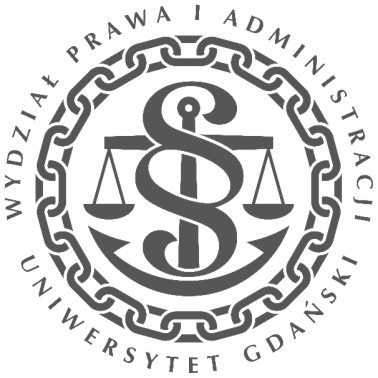 WYDZIAŁ PRAWA I ADMINISTRACJI
UNIWERSYTET GDAŃSKI
§